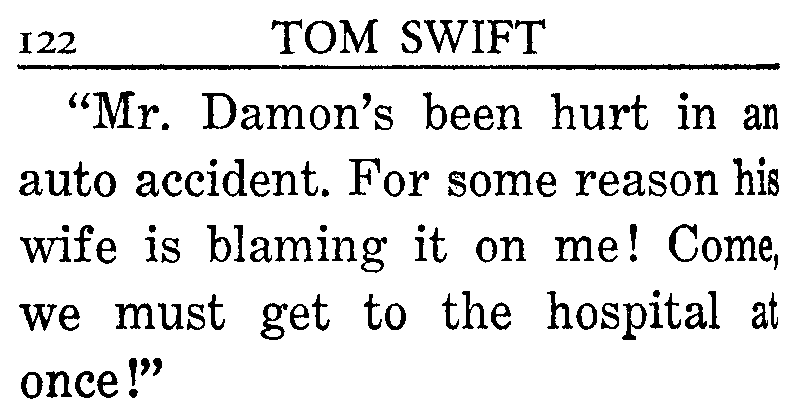 122 TOM SWIFT
“Mr. Damon’s been hurt in an
auto accident. For some reason his
wife is blaming it on me! Come,
we must get to the hospital at
once!”